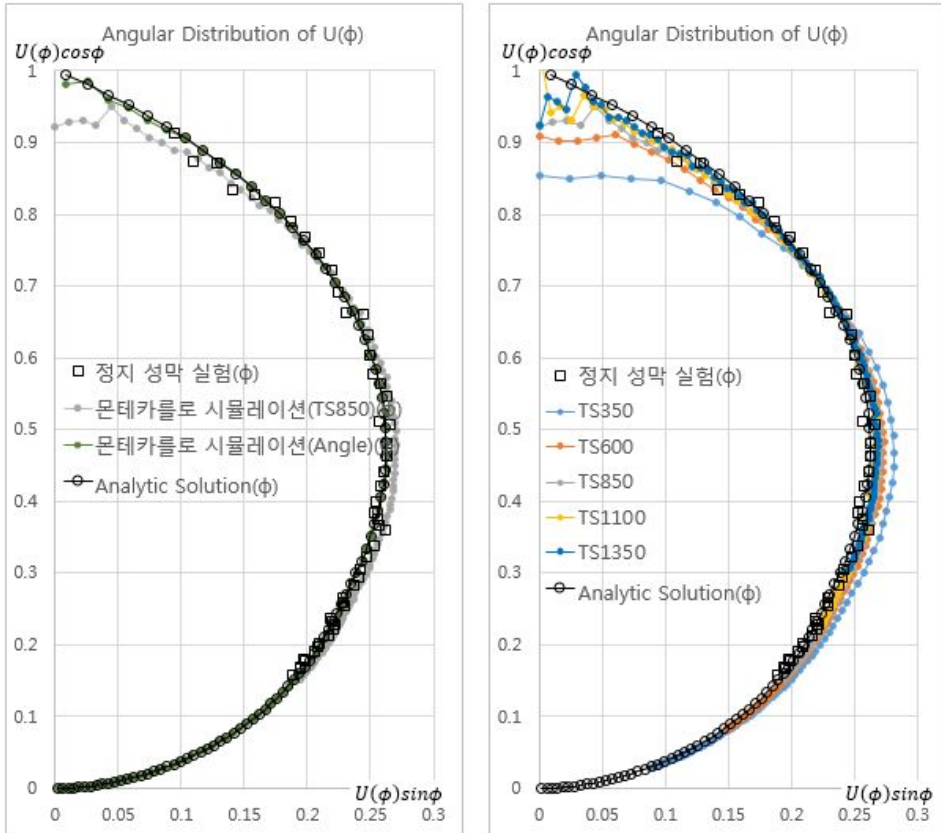 Angular Distribution of U(ϕ)
U(ϕ)cosϕ
1
0.9
0.8
0.7
0.6
0.5
0.4
0.3
0.2
0.1
0
정지 성막 실험(ϕ)
몬테카를로 시뮬레이션(TS850)(ϕ)
몬테카를로 시뮬레이션(Angle)(ϕ)
Analytic Solution(ϕ)
U(ϕ)sinϕ
0 0.05 0.1 0.15 0.2 0.25 0.3
Angular Distribution of U(ϕ)
U(ϕ)cosϕ
1
0.9
0.8
0.7
0.6
0.5
0.4
0.3
0.2
0.1
0
정지 성막 실험(ϕ)
TS350
TS600
TS850
TS1100
TS1350
Analytic Solution(ϕ)
U(ϕ)sinϕ
0 0.05 0.1 0.15 0.2 0.25 0.3